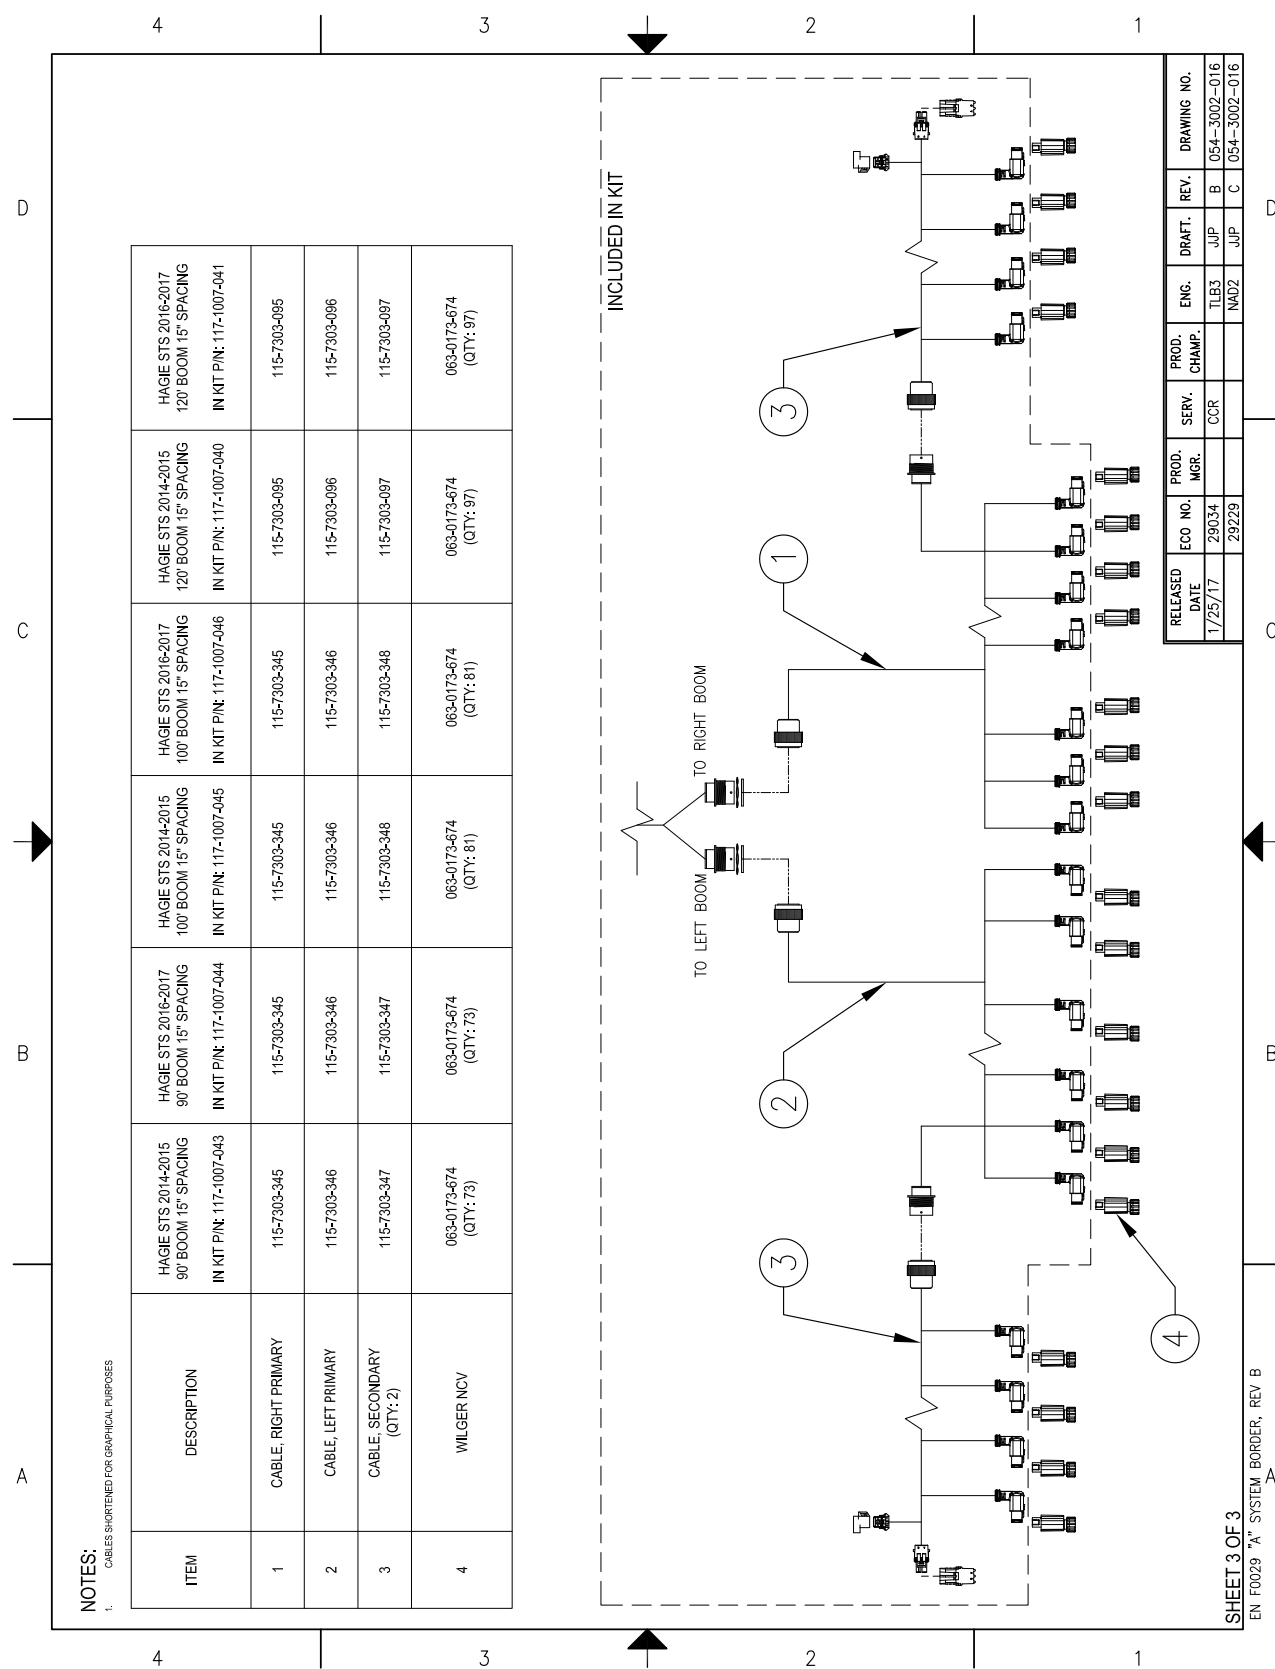 NOTES:
1. CABLES SHORTENED FOR GRAPHICAL PURPOSES
ITEM
DESCRIPTION
HAGIE STS 2014-2015
90' BOOM 15" SPACING
IN KIT P/N: 117-1007-043
HAGIE STS 2016-2017
90' BOOM 15" SPACING
IN KIT P/N: 117-1007-044
HAGIE STS 2014-2015
100' BOOM 15" SPACING
IN KIT P/N: 117-1007-045
HAGIE STS 2016-2017
100' BOOM 15" SPACING
IN KIT P/N: 117-1007-046
HAGIE STS 2014-2015
120' BOOM 15" SPACING
IN KIT P/N: 117-1007-040
HAGIE STS 2016-2017
120' BOOM 15" SPACING
IN KIT P/N: 117-1007-041
1 CABLE, RIGHT PRIMARY 115-7303-345 115-7303-345 115-7303-345 115-7303-345 115-7303-095 115-7303-095
2 CABLE, LEFT PRIMARY 115-7303-346 115-7303-346 115-7303-346 115-7303-346 115-7303-096 115-7303-096
3 CABLE, SECONDARY 115-7303-347 115-7303-347 115-7303-348 115-7303-348 115-7303-097 115-7303-097
(QTY: 2)
4 WILGER NCV 063-0173-674 063-0173-674 063-0173-674 063-0173-674 063-0173-674 063-0173-674
(QTY: 73) (QTY: 73) (QTY: 81) (QTY: 81) (QTY: 97) (QTY: 97)
INCLUDED IN KIT
TO LEFT BOOM
TO RIGHT BOOM
3
2
1
3
4
RELEASED DATE ECO NO. PROD. MGR. SERV. PROD. CHAMP. ENG. DRAFT. REV. DRAWING NO.
1/25/17 29034 CCR TLB3 JJP B 054-3002-016
29229 NAD2 JJP C 054-3002-016
SHEET 3 OF 3
EN F0029 "A" SYSTEM BORDER, REV B
4
3
2
1
4
3
2
1
D
C
B
A
D
C
B
A